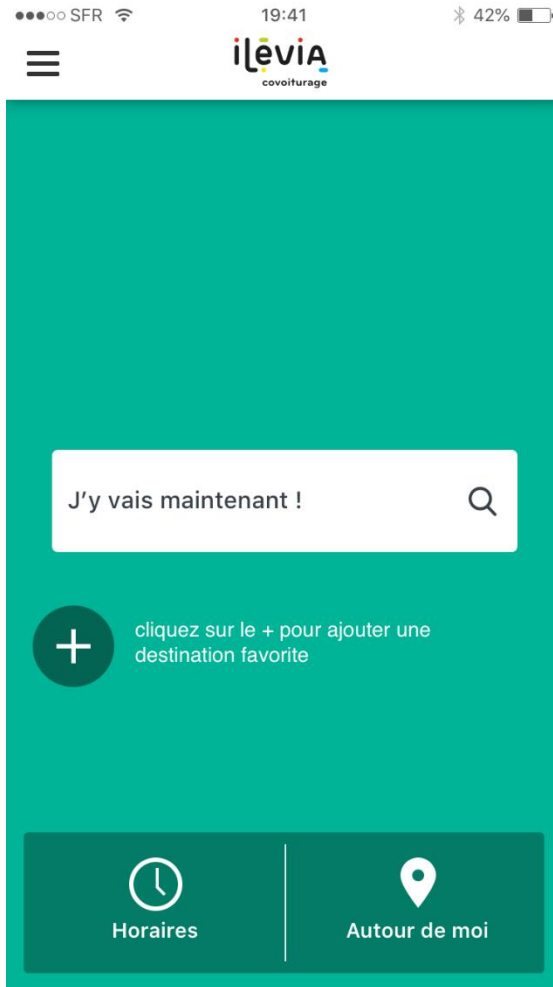 SFR 19:41 42%
ilēviA
covoiturage
J'y vais maintenant !
cliquez sur le + pour ajouter une
destination favorite
Horaires Autour de moi